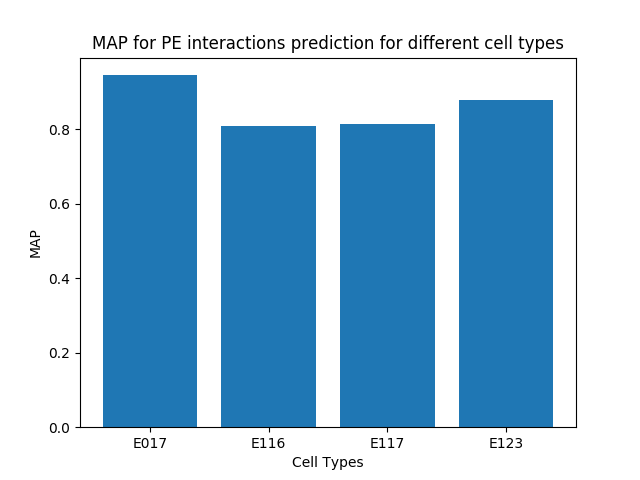 MAP for PE interactions prediction for different cell types
MAP
0.8
0.6
0.4
0.2
0.0
E017 E116 E117 E123
Cell Types